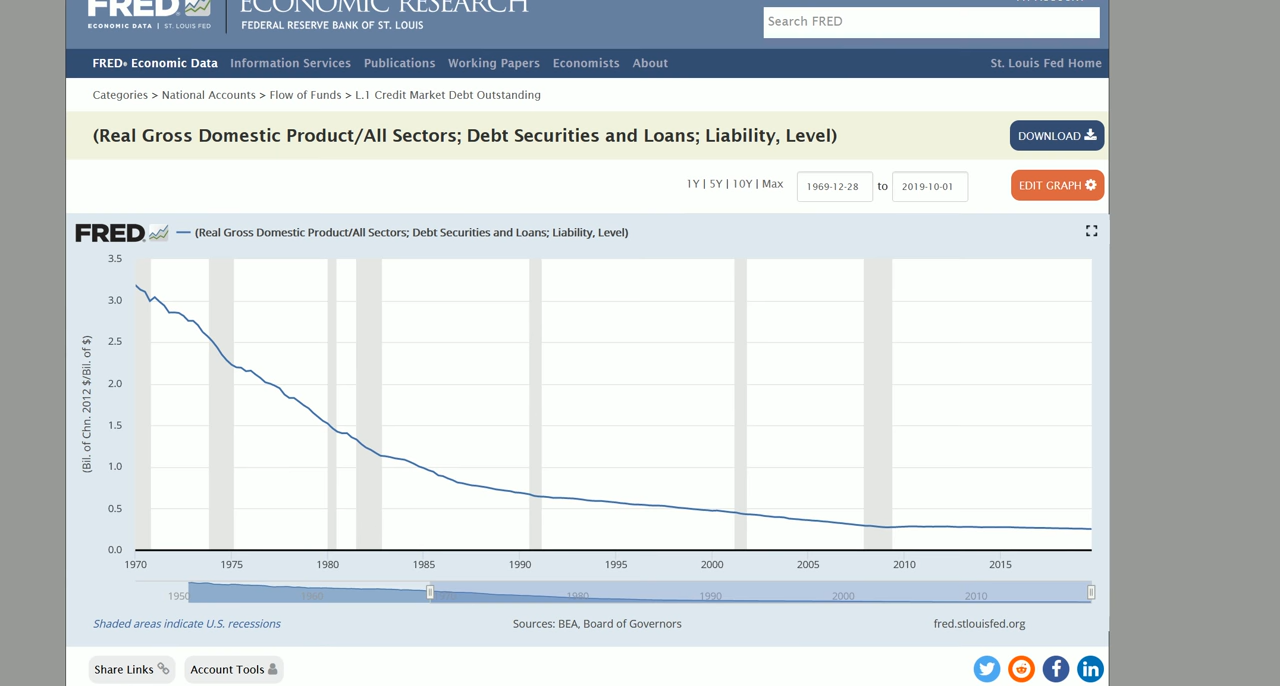 FRED
ECONOMIC RESEARCH
ECONOMIC DATA | ST. LOUIS FED
FEDERAL RESERVE BANK OF ST. LOUIS
Search FRED
FRED® Economic Data Information Services Publications Working Papers Economists About St. Louis Fed Home
Categories > National Accounts > Flow of Funds > L.1 Credit Market Debt Outstanding
(Real Gross Domestic Product/All Sectors; Debt Securities and Loans; Liability, Level)
DOWNLOAD
1Y | 5Y | 10Y | Max 1969-12-28 to 2019-10-01
EDIT GRAPH
FRED (Real Gross Domestic Product/All Sectors; Debt Securities and Loans; Liability, Level)
(Bil. of Chn. 2012 $/Bil. of $)
3.5
3.0
2.5
2.0
1.5
1.0
0.5
0.0
1970 1975 1980 1985 1990 1995 2000 2005 2010 2015
1950 1960 1980 1990 2000 2010
Shaded areas indicate U.S. recessions Sources: BEA, Board of Governors fred.stlouisfed.org
Share Links Account Tools